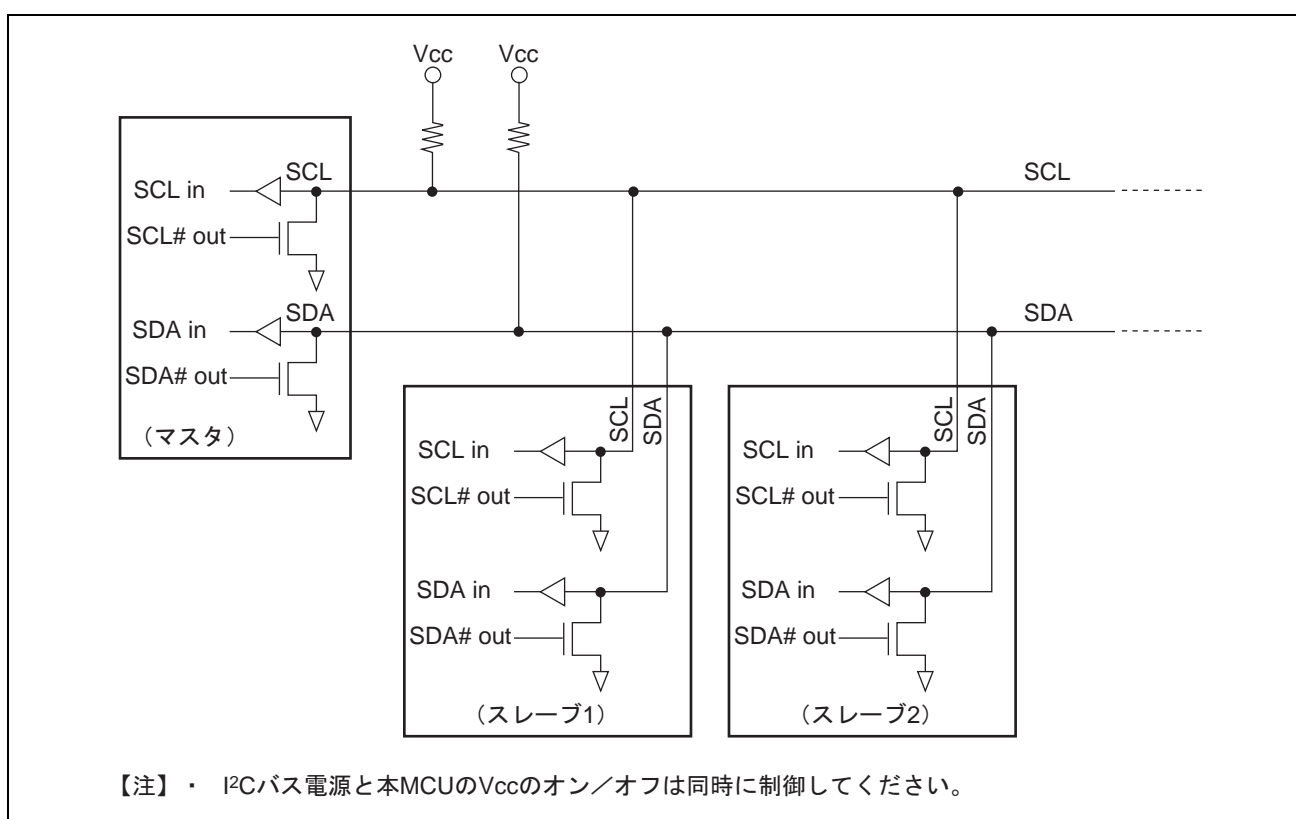 Vcc Vcc
SCL SCL
SCL in
SCL# out
SDA SDA
SDA in
SDA# out
（マスタ）
SCL SDA SCL SDA
SCL in SCL in
SCL# out SCL# out
SDA in SDA in
SDA# out SDA# out
（スレーブ1） （スレーブ2）
【注】・ I²Cバス電源と本MCUのVccのオン／オフは同時に制御してください。